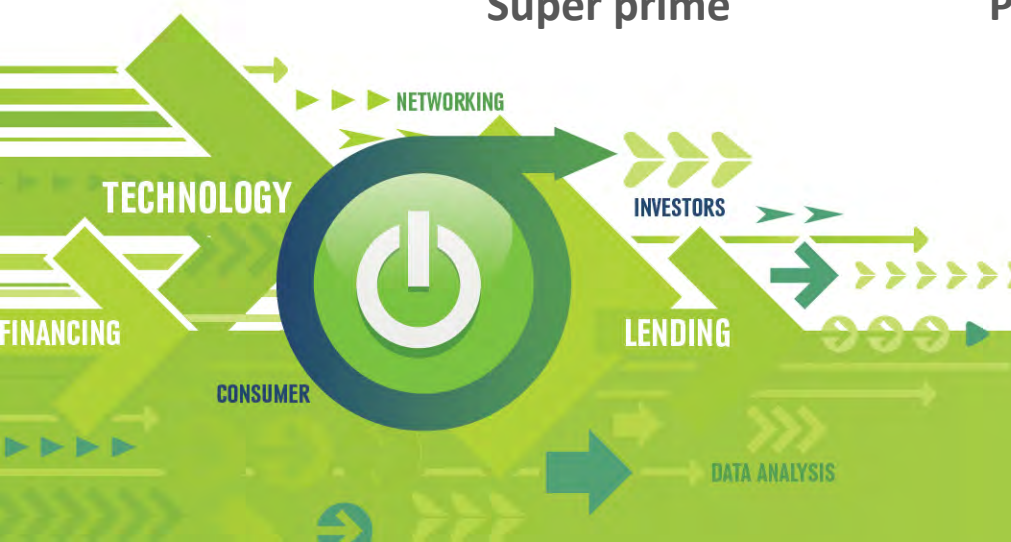 Super prime
NETWORKING
TECHNOLOGY
INVESTORS
FINANCING
LENDING
CONSUMER
DATA ANALYSIS